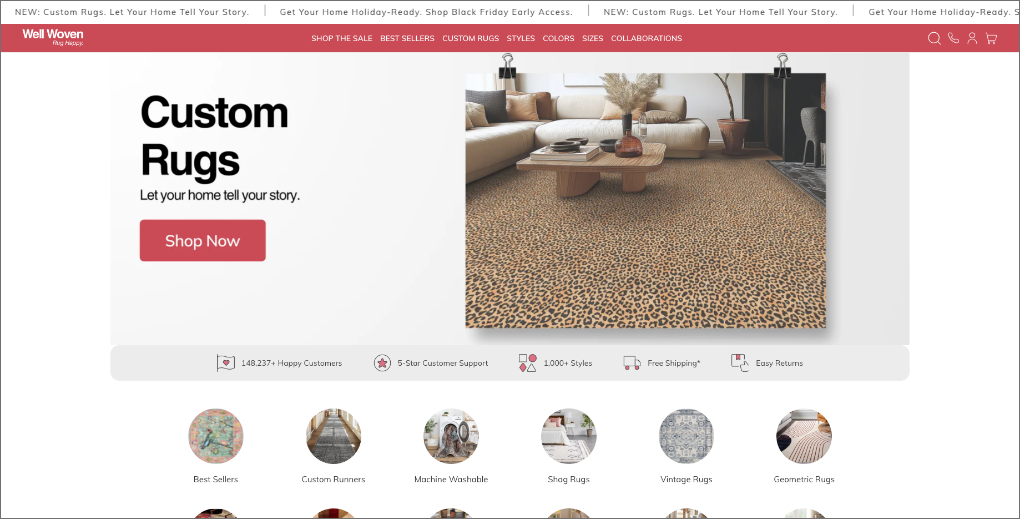 NEW: Custom Rugs. Let Your Home Tell Your Story. | Get Your Home Holiday-Ready. Shop Black Friday Early Access. | NEW: Custom Rugs. Let Your Home Tell Your Story. | Get Your Home Holiday-Ready. S
Well Woven
Rug Happy.
SHOP THE SALE BEST SELLERS CUSTOM RUGS STYLES COLORS SIZES COLLABORATIONS
Custom
Rugs
Let your home tell your story.
Shop Now
148,237+ Happy Customers 5-Star Customer Support 1,000+ Styles Free Shipping* Easy Returns
Best Sellers Custom Runners Machine Washable Shag Rugs Vintage Rugs Geometric Rugs